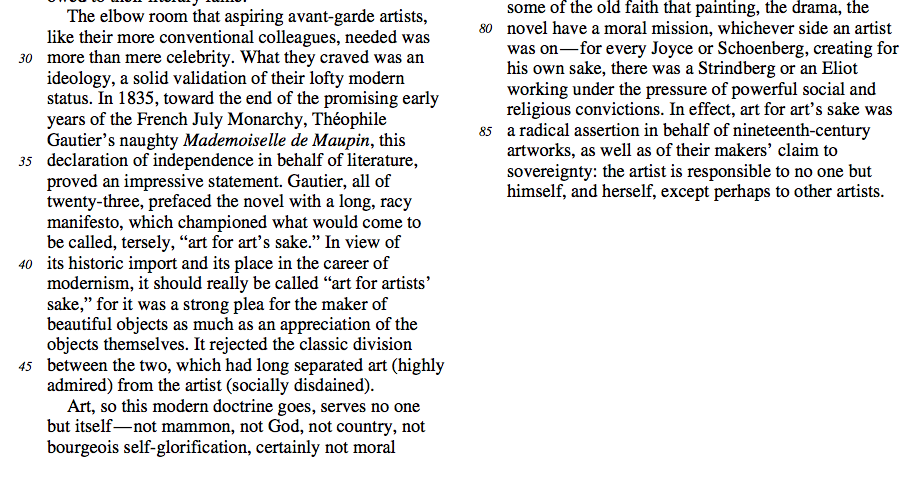 The elbow room that aspiring avant-garde artists,
like their more conventional colleagues, needed was
30 more than mere celebrity. What they craved was an
ideology, a solid validation of their lofty modern
status. In 1835, toward the end of the promising early
years of the French July Monarchy, Théophile
Gautier's naughty Mademoiselle de Maupin, this
35 declaration of independence in behalf of literature,
proved an impressive statement. Gautier, all of
twenty-three, prefaced the novel with a long, racy
manifesto, which championed what would come to
be called, tersely, “art for art's sake.” In view of
40 its historic import and its place in the career of
modernism, it should really be called “art for artists'
sake,” for it was a strong plea for the maker of
beautiful objects as much as an appreciation of the
objects themselves. It rejected the classic division
45 between the two, which had long separated art (highly
admired) from the artist (socially disdained).
Art, so this modern doctrine goes, serves no one
but itself—not mammon, not God, not country, not
bourgeois self-glorification, certainly not moral
some of the old faith that painting, the drama, the
80 novel have a moral mission, whichever side an artist
was on—for every Joyce or Schoenberg, creating for
his own sake, there was a Strindberg or an Eliot
working under the pressure of powerful social and
religious convictions. In effect, art for art's sake was
85 a radical assertion in behalf of nineteenth-century
artworks, as well as of their makers' claim to
sovereignty: the artist is responsible to no one but
himself, and herself, except perhaps to other artists.